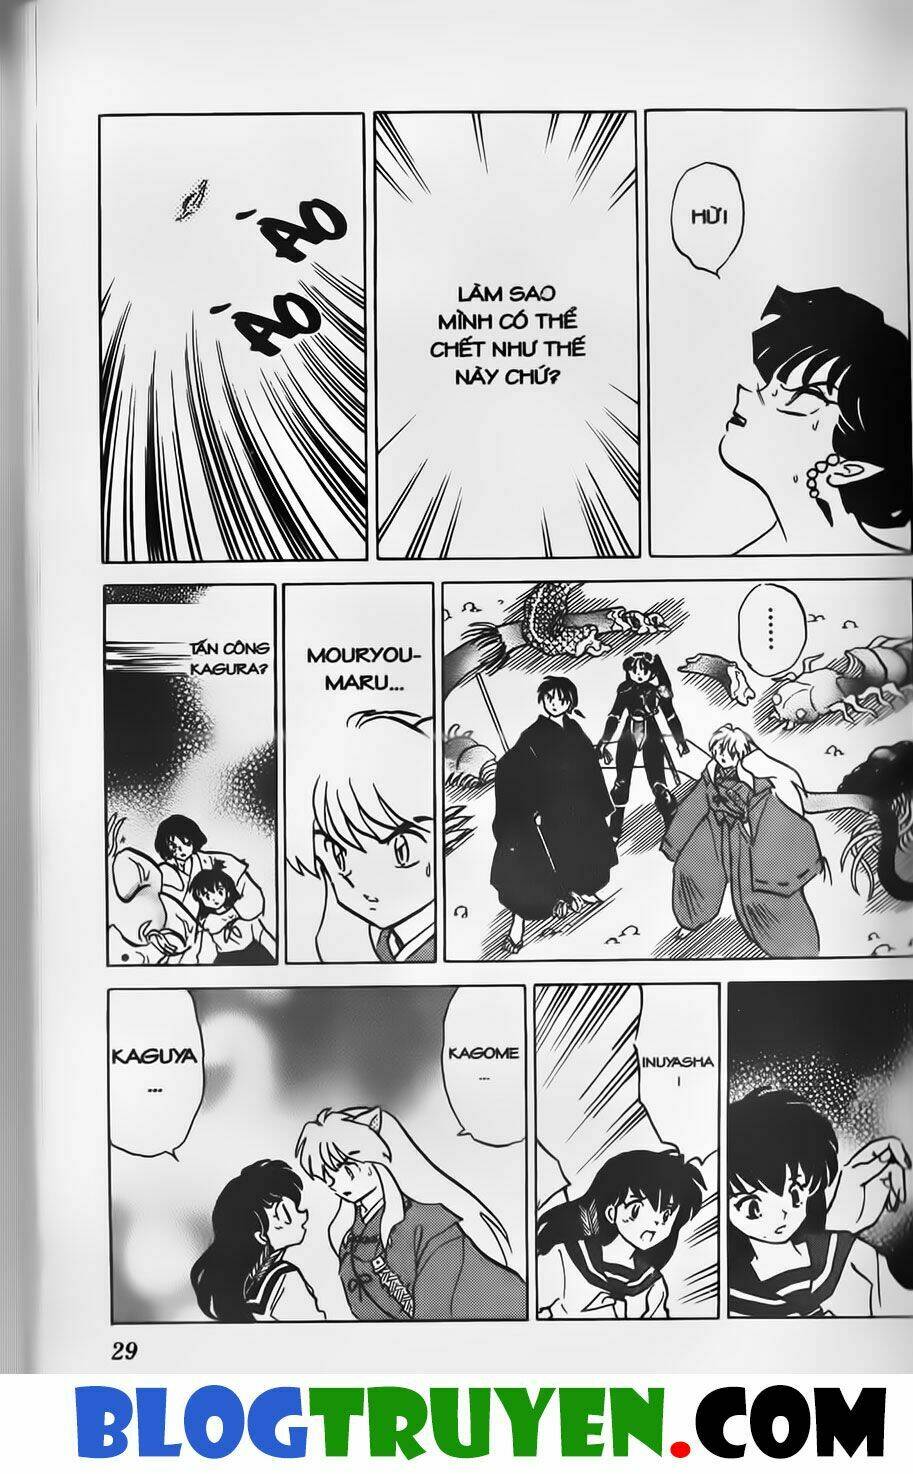 HỪI
LÀM SAO
MÌNH CÓ THỂ
CHẾT NHƯ THẾ
NÀY CHỨ?
ÀO
ÀO
......
MOURYOU-
MARU...
TẤN CÔNG
KAGURA?
INUYASHA
!
KAGOME
...
KAGUYA
...
29
BLOGTRUYEN.COM